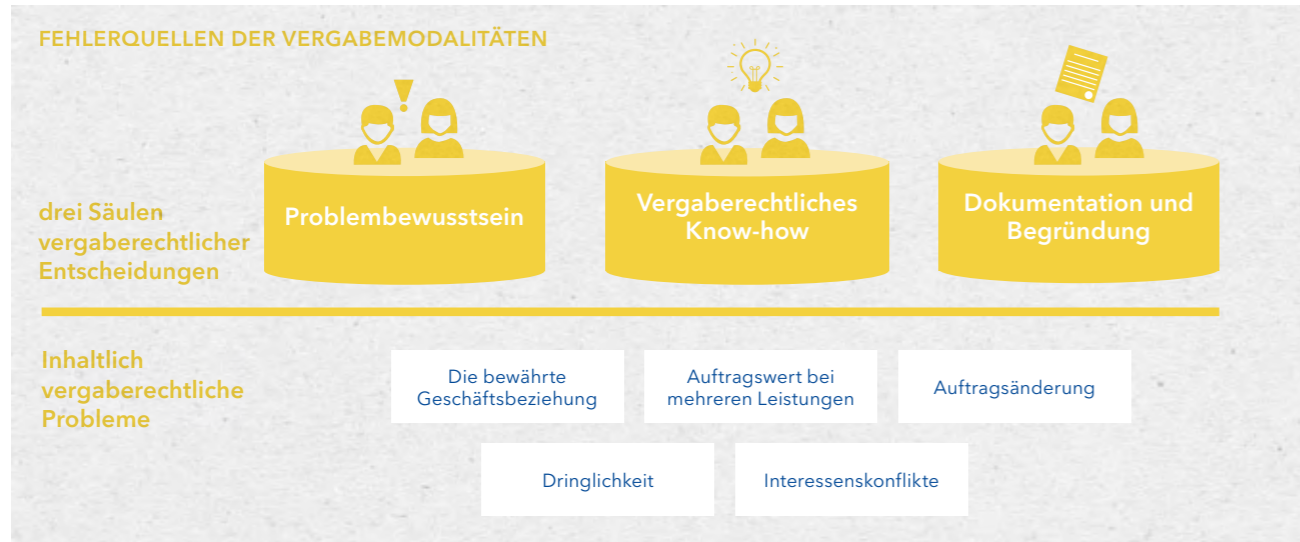 FEHLERQUELLEN DER VERGABEMODALITÄTEN
drei Säulen
vergaberechtlicher
Entscheidungen
Problembewusstsein
Vergaberechtliches
Know-how
Dokumentation und
Begründung
Inhaltlich
vergaberechtliche
Probleme
Die bewährte
Geschäftsbeziehung
Auftragswert bei
mehreren Leistungen
Auftragsänderung
Dringlichkeit
Interessenskonflikte